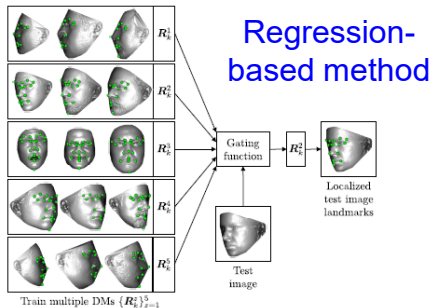 Regression-
based method
R_k^1
R_k^2
R_k^3
R_k^4
R_k^5
Gating
function
R_k^2
Localized
test image
landmarks
Test
image
Train multiple DMs {R_k^s}_{s=1}^5